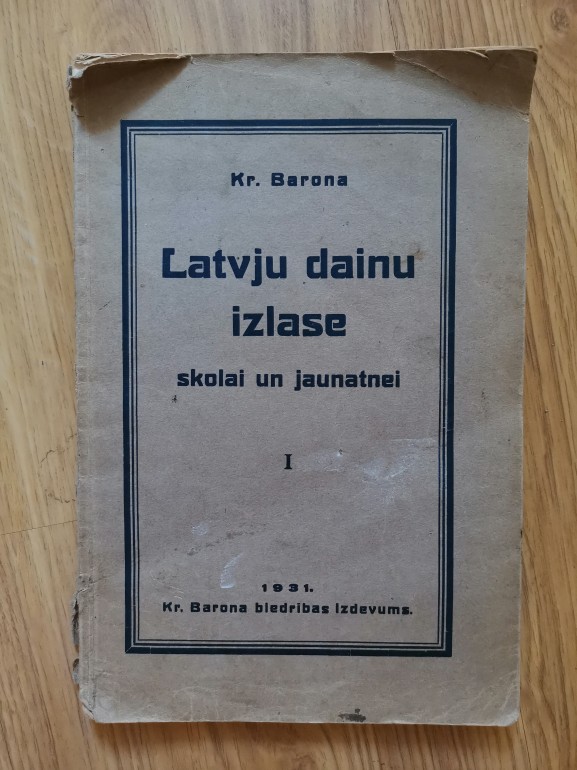 Kr. Barona
Latvju dainu
izlase
skolai un jaunatnei
I
1931.
Kr. Barona biedrības Izdevums.